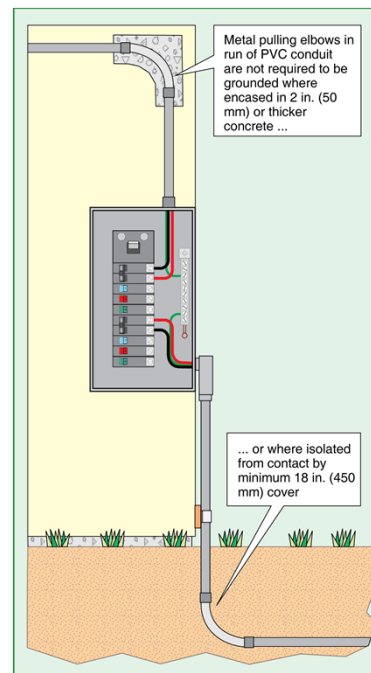 Metal pulling elbows in
run of PVC conduit
are not required to be
grounded where
encased in 2 in. (50
mm) or thicker
concrete ...
... or where isolated
from contact by
minimum 18 in. (450
mm) cover